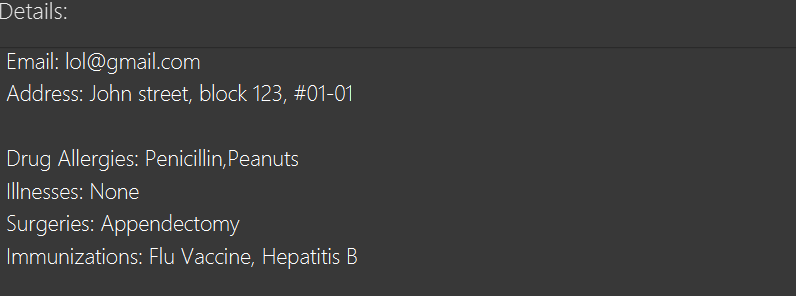 Details:
Email: lol@gmail.com
Address: John street, block 123, #01-01
Drug Allergies: Penicillin,Peanuts
Illnesses: None
Surgeries: Appendectomy
Immunizations: Flu Vaccine, Hepatitis B